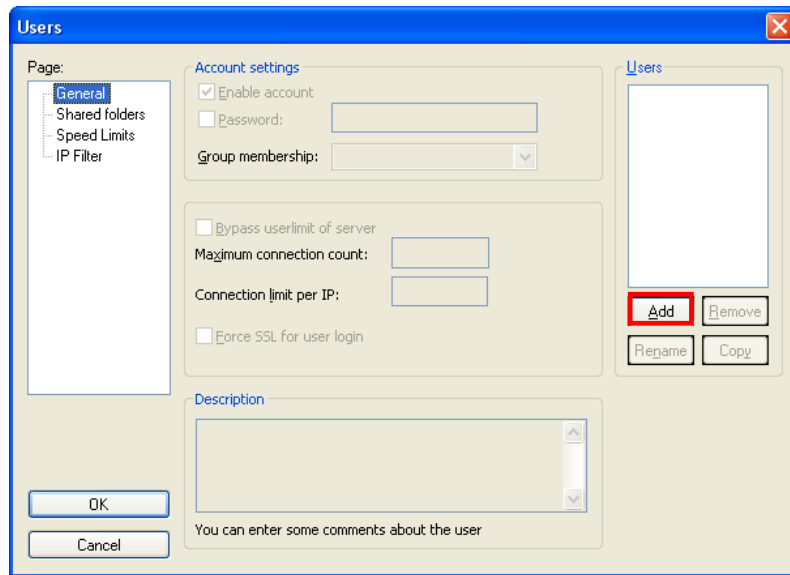 Users
Page:
General
Shared folders
Speed Limits
IP Filter
OK
Cancel
Account settings
Enable account
Password:
Group membership:
Bypass userlimit of server
Maximum connection count:
Connection limit per IP:
Force SSL for user login
Description
You can enter some comments about the user
Users
Add Remove
Rename Copy